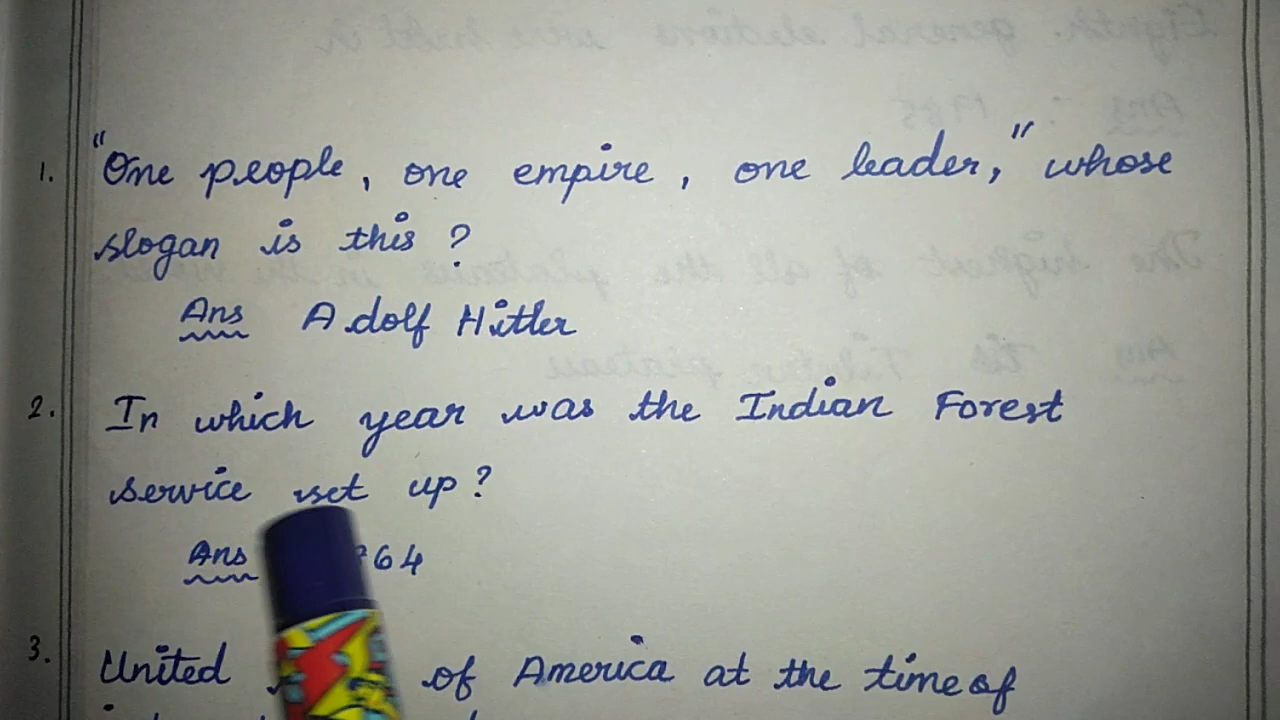 1. "One people, one empire, one leader," whose
slogan is this ?
Ans Adolf Hitler
2. In which year was the Indian Forest
service set up ?
Ans 64
3. United of America at the time of